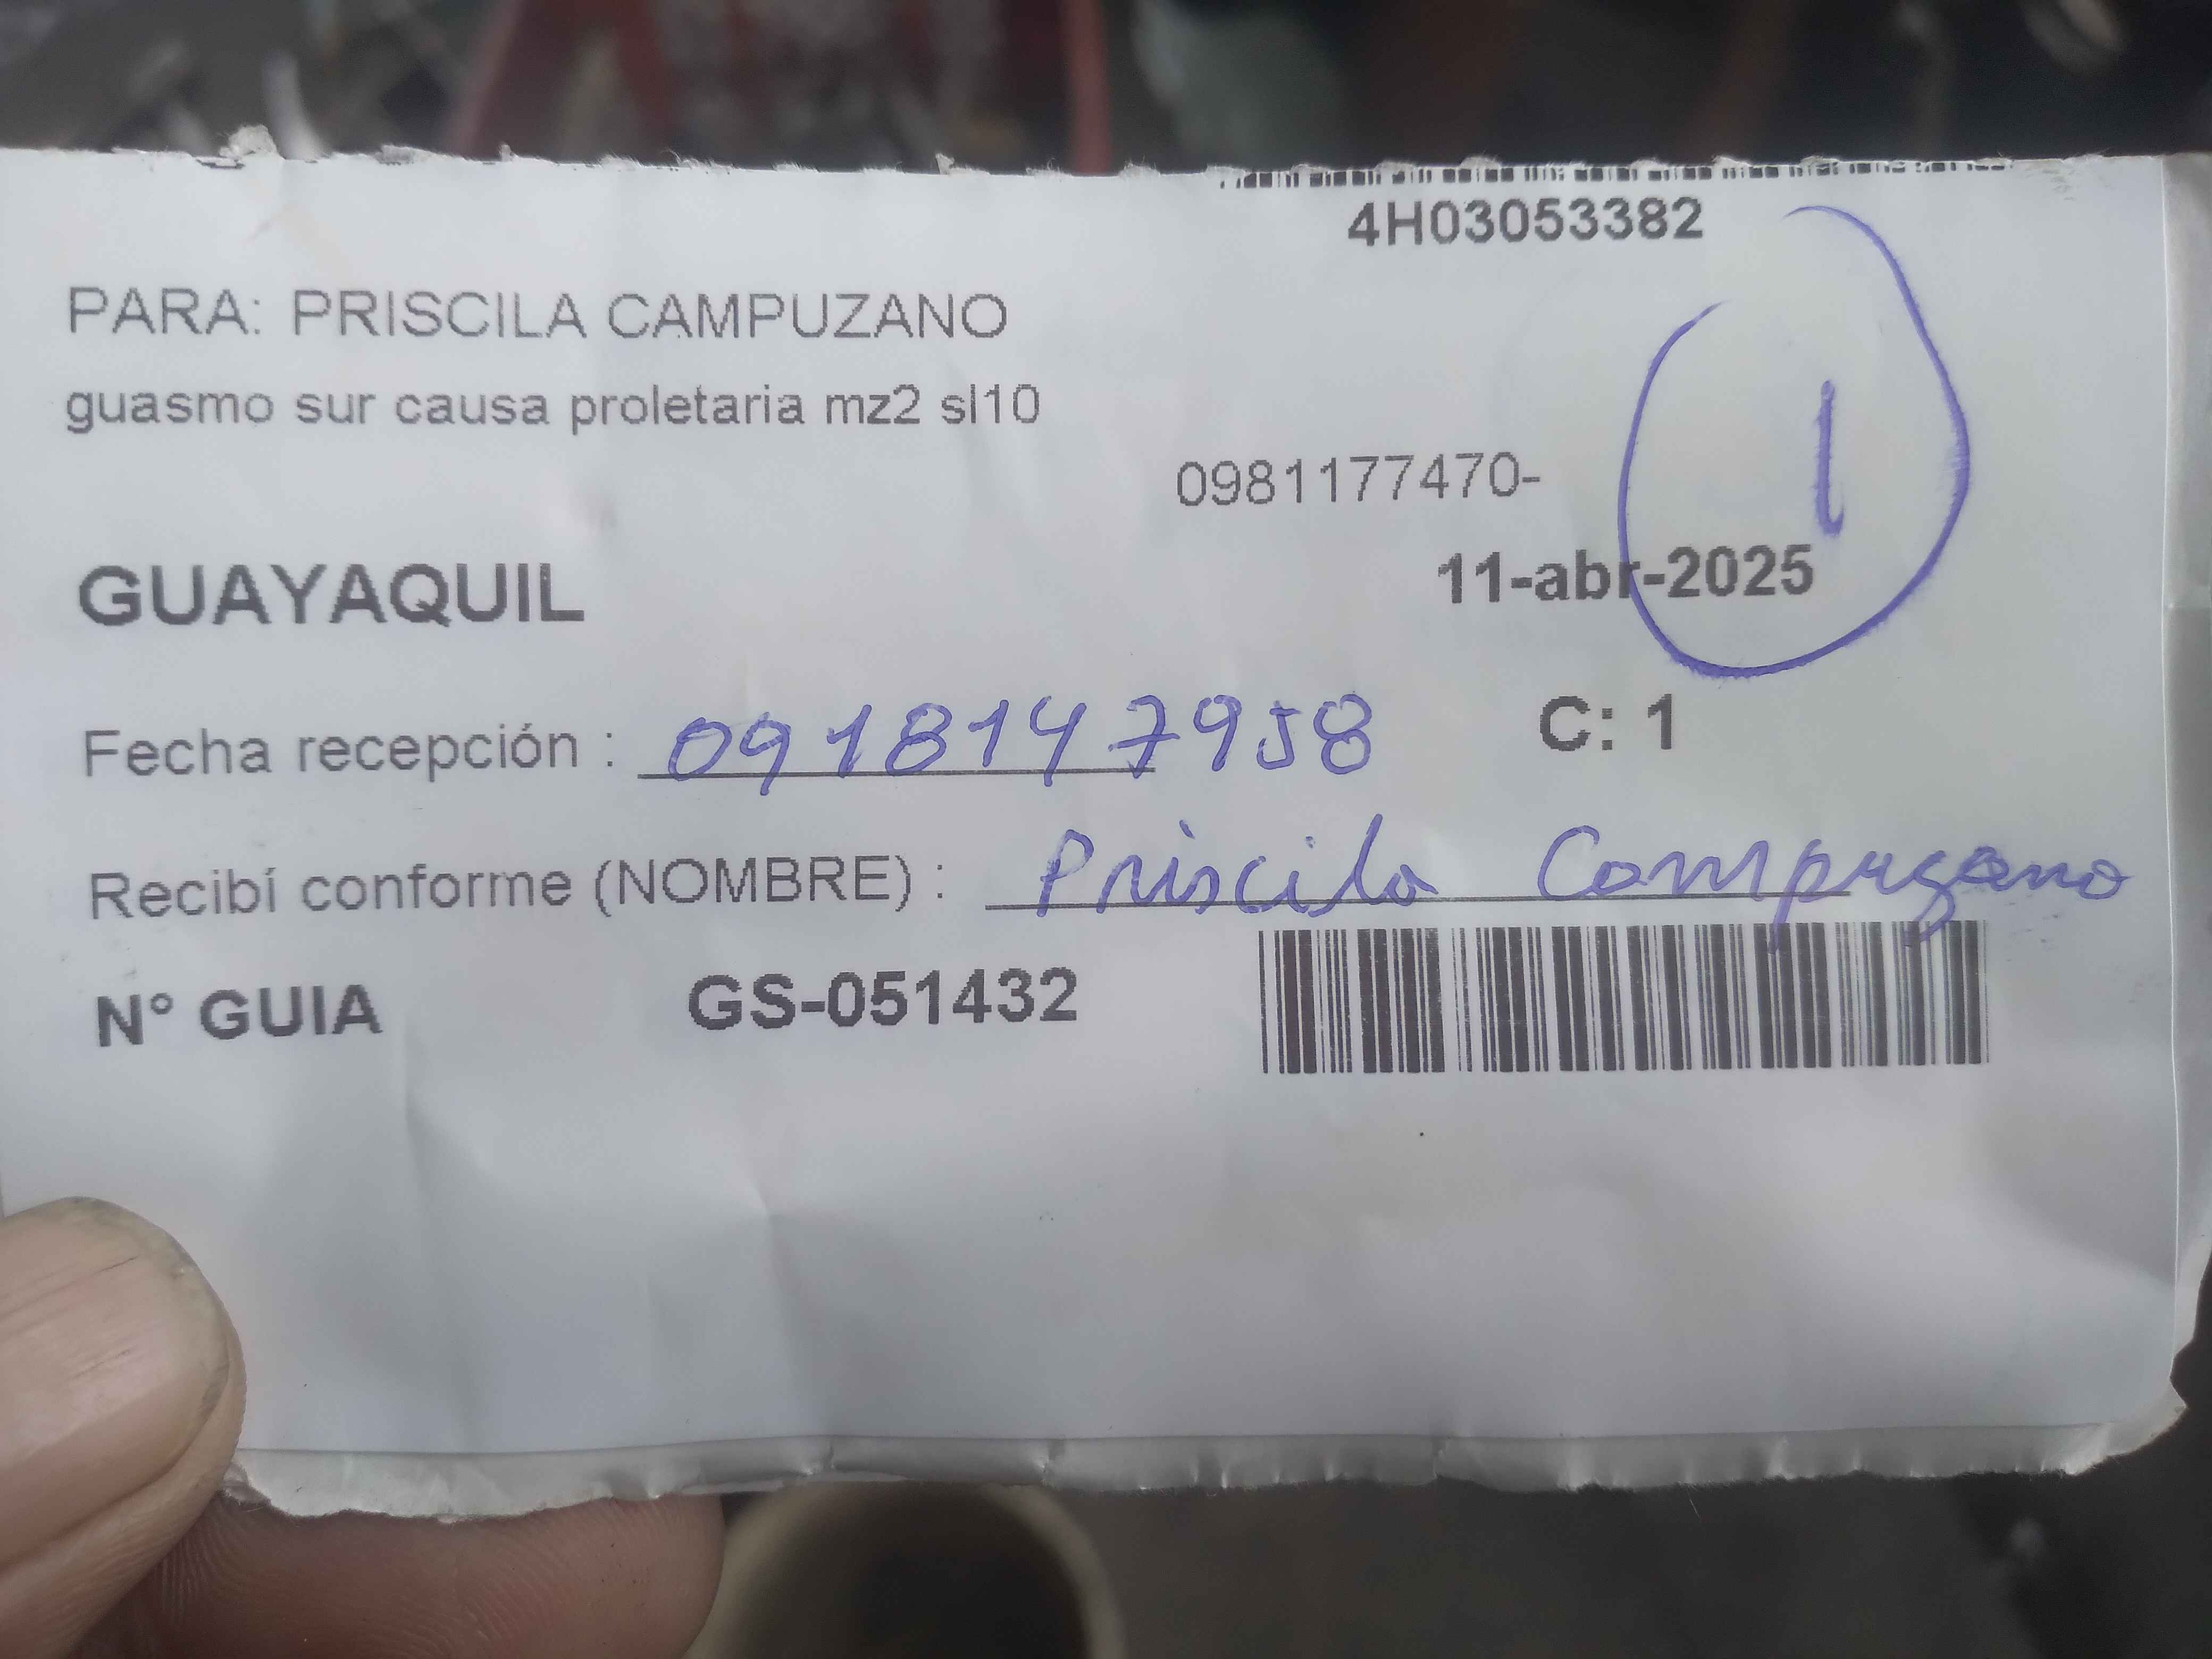 4H03053382
PARA: PRISCILA CAMPUZANO
guasmo sur causa proletaria mz2 sl10
0981177470-
1
GUAYAQUIL
11-abr-2025
Fecha recepción : 0918147958
C: 1
Recibí conforme (NOMBRE) : Priscila Campuzano
N° GUIA GS-051432